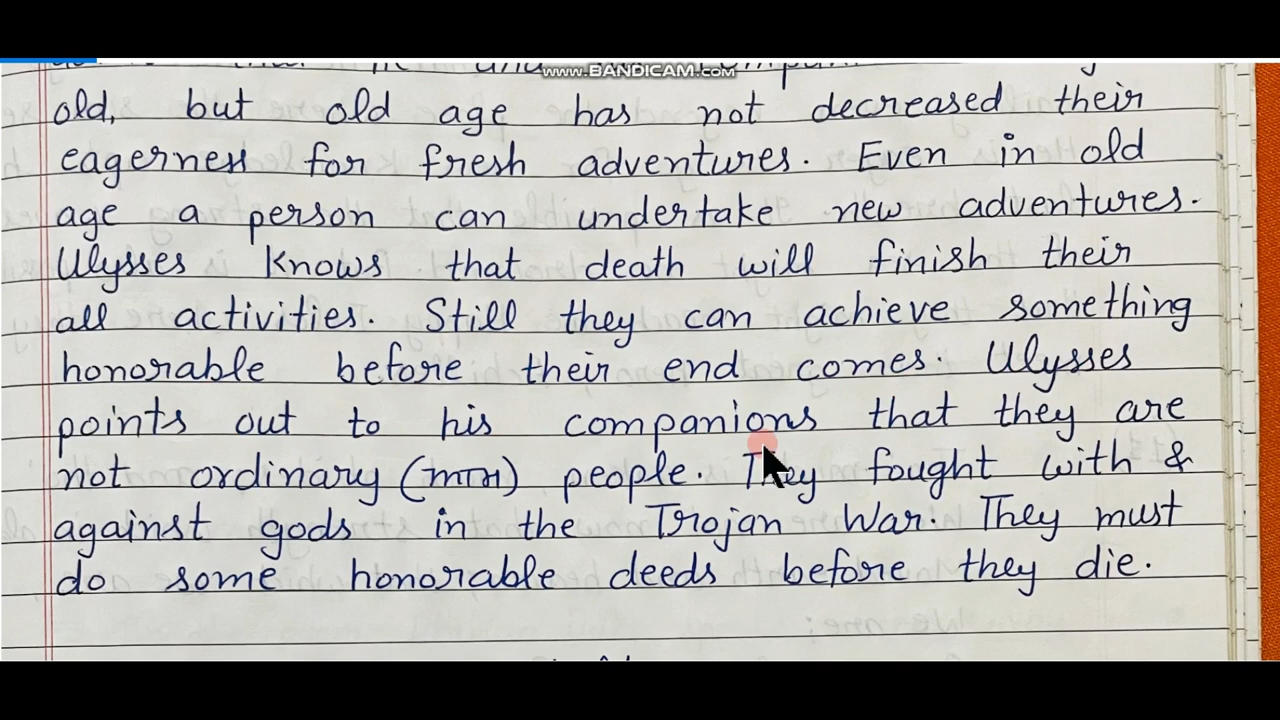 www.BANDICAM.com
old, but old age has not decreased their
eagerness for fresh adventures. Even in old
age a person can undertake new adventures.
Ulysses knows that death will finish their
all activities. Still they can achieve something
honorable before their end comes. Ulysses
points out to his companions that they are
not ordinary people. They fought with &
against gods in the Trojan War. They must
do some honorable deeds before they die.